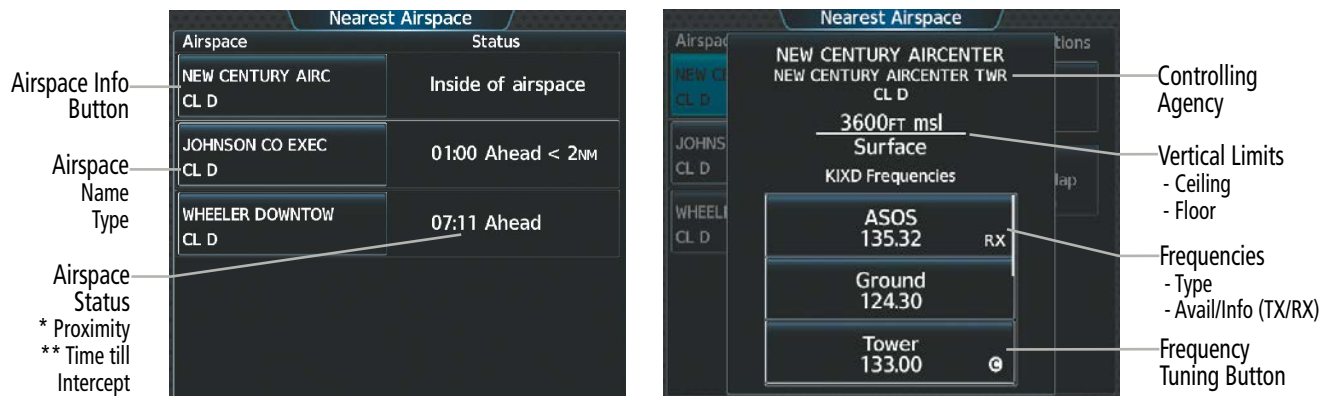 Nearest Airspace
Airspace Status
NEW CENTURY AIRC
CL D
Inside of airspace
JOHNSON CO EXEC
CL D
01:00 Ahead < 2NM
WHEELER DOWNTOW
CL D
07:11 Ahead
Airspace Info
Button
Airspace
Name
Type
Airspace
Status
* Proximity
** Time till
Intercept
Nearest Airspace
Airspac
tions
NEW CE
CL D
JOHNS
CL D
lap
WHEELE
CL D
NEW CENTURY AIRCENTER
NEW CENTURY AIRCENTER TWR
CL D
3600FT msl
Surface
KIXD Frequencies
ASOS
135.32 RX
Ground
124.30
Tower
133.00 C
Controlling
Agency
Vertical Limits
- Ceiling
- Floor
Frequencies
- Type
- Avail/Info (TX/RX)
Frequency
Tuning Button